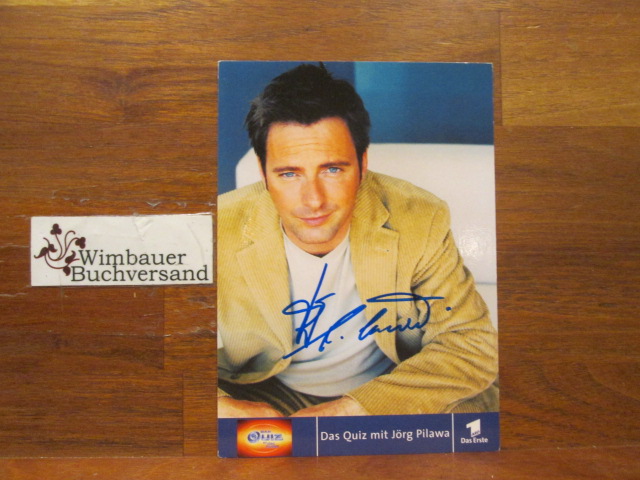 Wimbauer
Buchversand
QUIZ
Das Quiz mit Jörg Pilawa
1
Das Erste